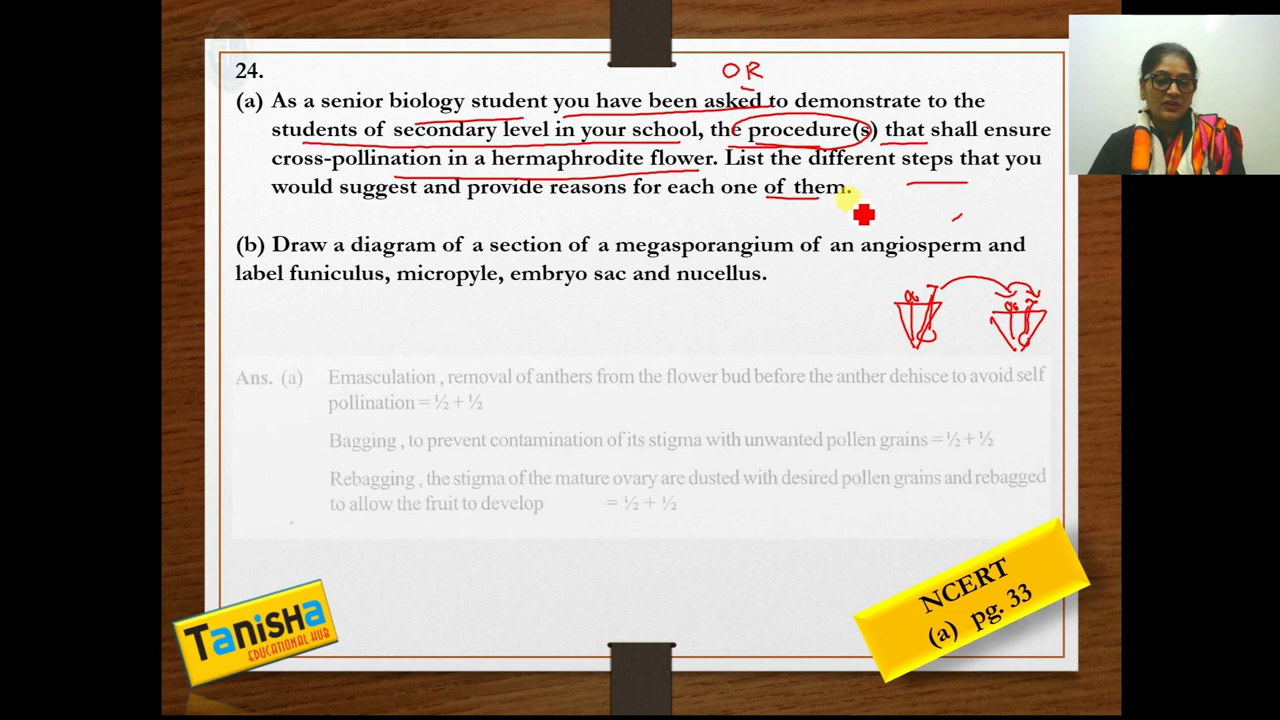 OR
24.
(a) As a senior biology student you have been asked to demonstrate to the
students of secondary level in your school, the procedure(s) that shall ensure
cross-pollination in a hermaphrodite flower. List the different steps that you
would suggest and provide reasons for each one of them.
(b) Draw a diagram of a section of a megasporangium of an angiosperm and
label funiculus, micropyle, embryo sac and nucellus.
Ans. (a) Emasculation , removal of anthers from the flower bud before the anther dehisce to avoid self
pollination = ½ + ½
Bagging , to prevent contamination of its stigma with unwanted pollen grains = ½ + ½
Rebagging , the stigma of the mature ovary are dusted with desired pollen grains and rebagged
to allow the fruit to develop = ½ + ½
NCERT
(a) pg. 33
TaNiSHa
EDUCATIONAL HUB